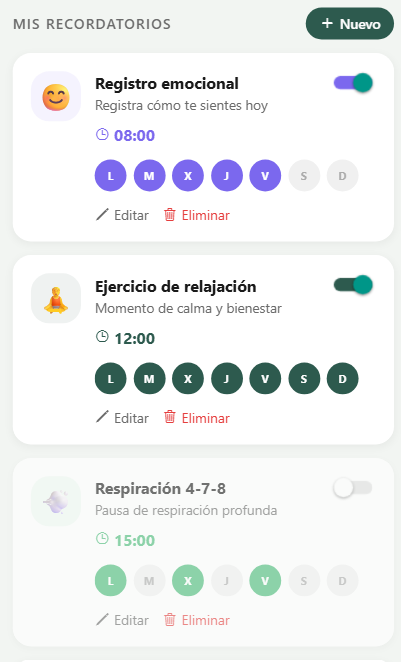 MIS RECORDATORIOS
+ Nuevo
Registro emocional
Registra cómo te sientes hoy
08:00
L M X J V S D
Editar Eliminar
Ejercicio de relajación
Momento de calma y bienestar
12:00
L M X J V S D
Editar Eliminar
Respiración 4-7-8
Pausa de respiración profunda
15:00
L M X J V S D
Editar Eliminar